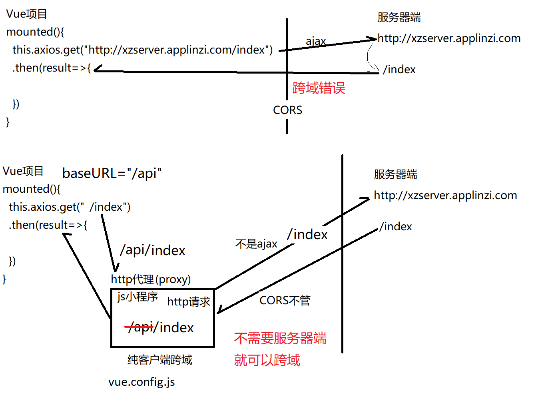 Vue项目
mounted(){
this.axios.get("http://xzserver.applinzi.com/index")
.then(result=>{
})
}
ajax
跨域错误
CORS
服务器端
http://xzserver.applinzi.com
/index
Vue项目
baseURL="/api"
mounted(){
this.axios.get(" /index")
.then(result=>{
})
}
/api/index
http代理(proxy)
js小程序
http请求
/api/index
纯客户端跨域
vue.config.js
不是ajax
/index
CORS不管
不需要服务器端
就可以跨域
服务器端
http://xzserver.applinzi.com
/index